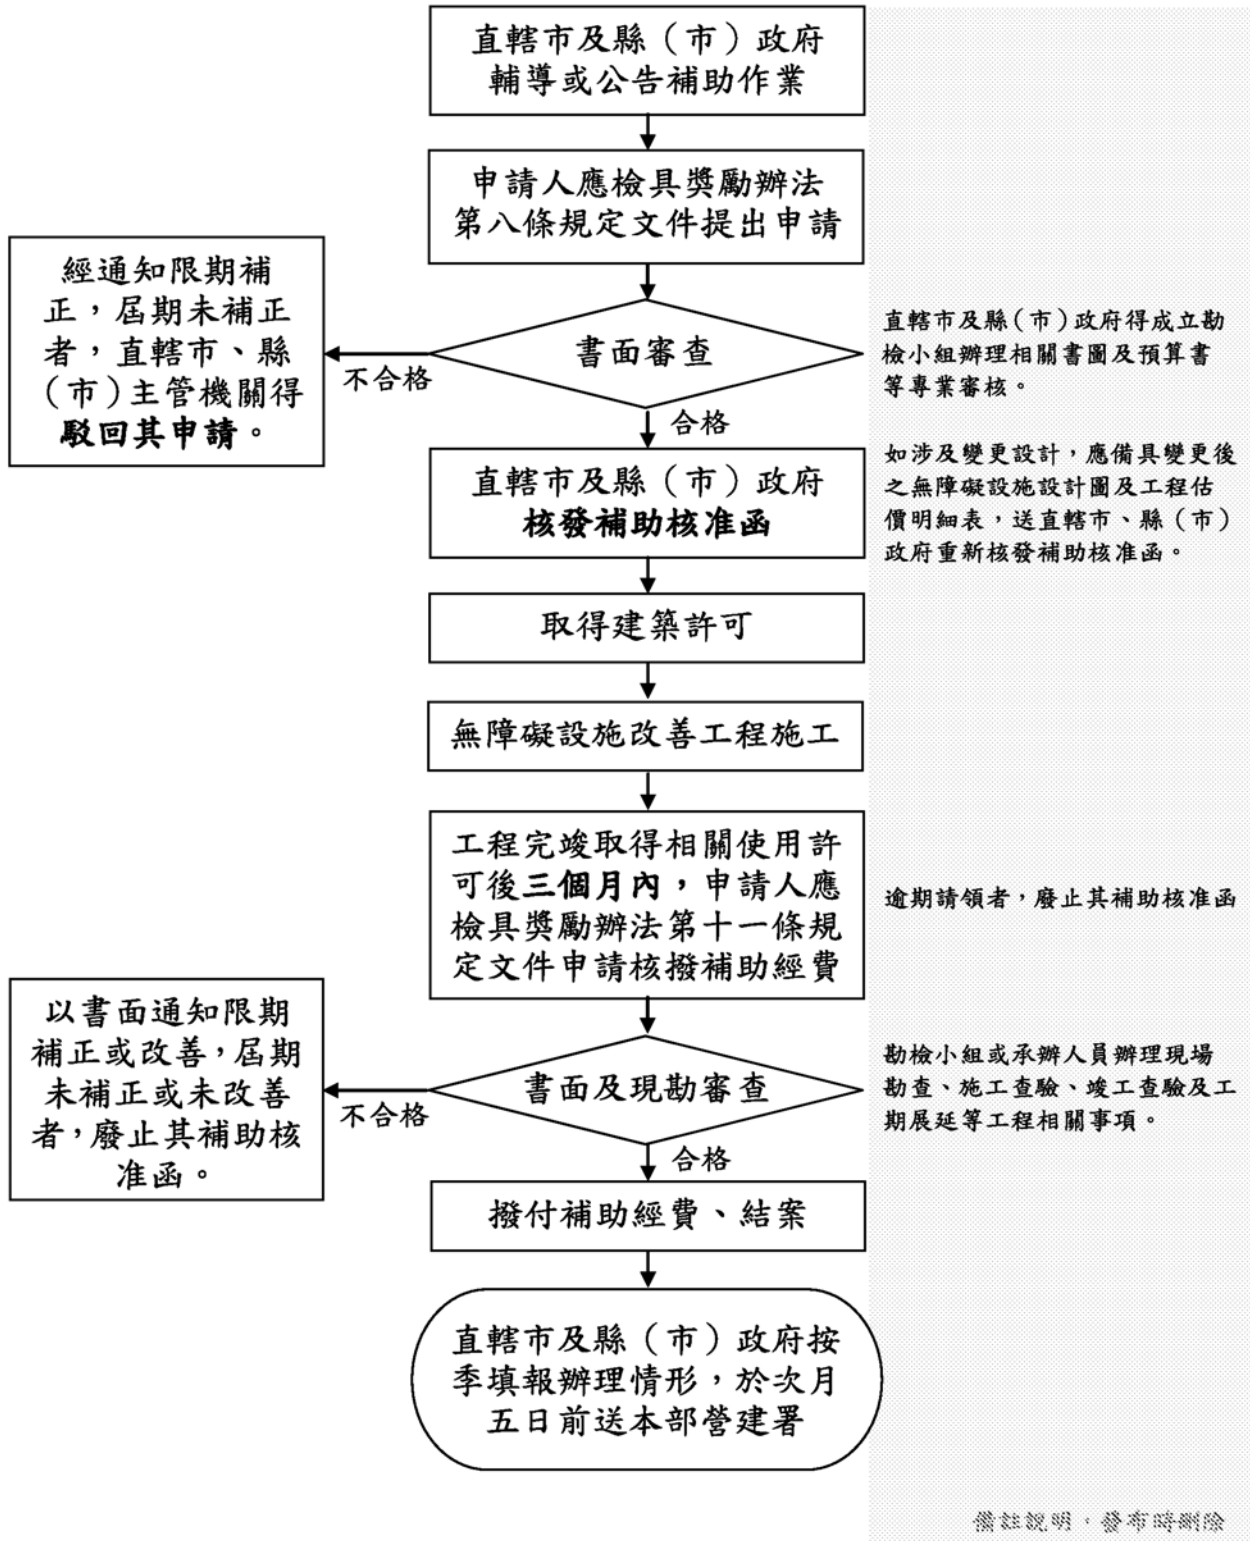 直轄市及縣（市）政府
輔導或公告補助作業
申請人應檢具獎勵辦法
第八條規定文件提出申請
書面審查
不合格
經通知限期補
正，屆期未補正
者，直轄市、縣
（市）主管機關得
駁回其申請。
直轄市及縣（市）政府得成立勘
檢小組辦理相關書圖及預算書
等專業審核。
合格
直轄市及縣（市）政府
核發補助核准函
如涉及變更設計，應備具變更後
之無障礙設施設計圖及工程估
價明細表，送直轄市、縣（市）
政府重新核發補助核准函。
取得建築許可
無障礙設施改善工程施工
工程完竣取得相關使用許
可後三個月內，申請人應
檢具獎勵辦法第十一條規
定文件申請核撥補助經費
逾期請領者，廢止其補助核准函
書面及現勘審查
不合格
以書面通知限期
補正或改善，屆期
未補正或未改善
者，廢止其補助核
准函。
勘檢小組或承辦人員辦理現場
勘查、施工查驗、竣工查驗及工
期展延等工程相關事項。
合格
撥付補助經費、結案
直轄市及縣（市）政府按
季填報辦理情形，於次月
五日前送本部營建署
備註說明，發布時刪除